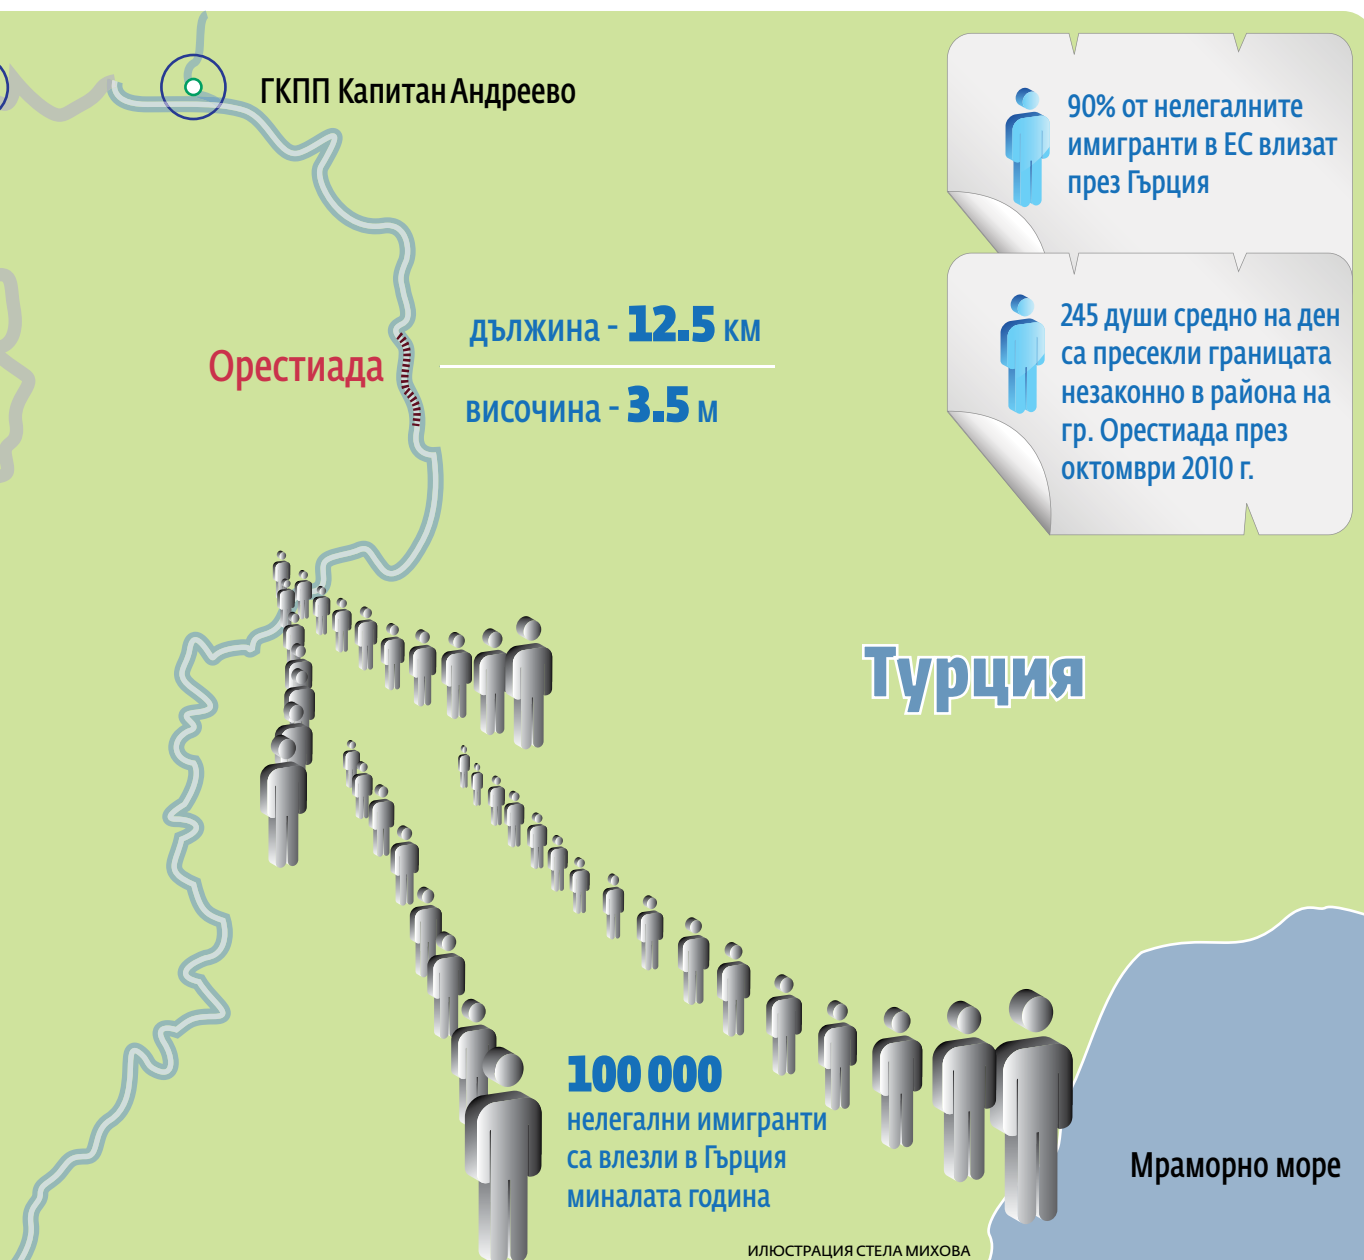 ГКПП Капитан Андреево
90% от нелегалните
имигранти в ЕС влизат
през Гърция
245 души средно на ден
са пресекли границата
незаконно в района на
гр. Орестиада през
октомври 2010 г.
дължина - 12.5 км
Орестиада
височина - 3.5 м
Турция
100 000
нелегални имигранти
са влезли в Гърция
миналата година
Мраморно море
ИЛЮСТРАЦИЯ СТЕЛА МИХОВА